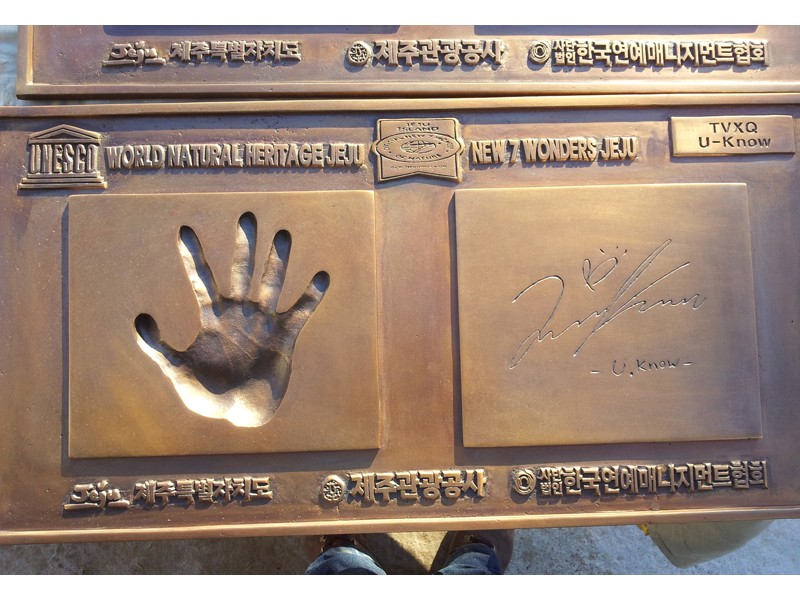 제주특별자치도 제주관광공사 사단법인 한국연예매니지먼트협회
UNESCO WORLD NATURAL HERITAGE JEJU
JEJU
ISLAND
NEW 7 WONDERS JEJU
TVXQ
U-Know
- U.Know -
제주특별자치도 제주관광공사 사단법인 한국연예매니지먼트협회